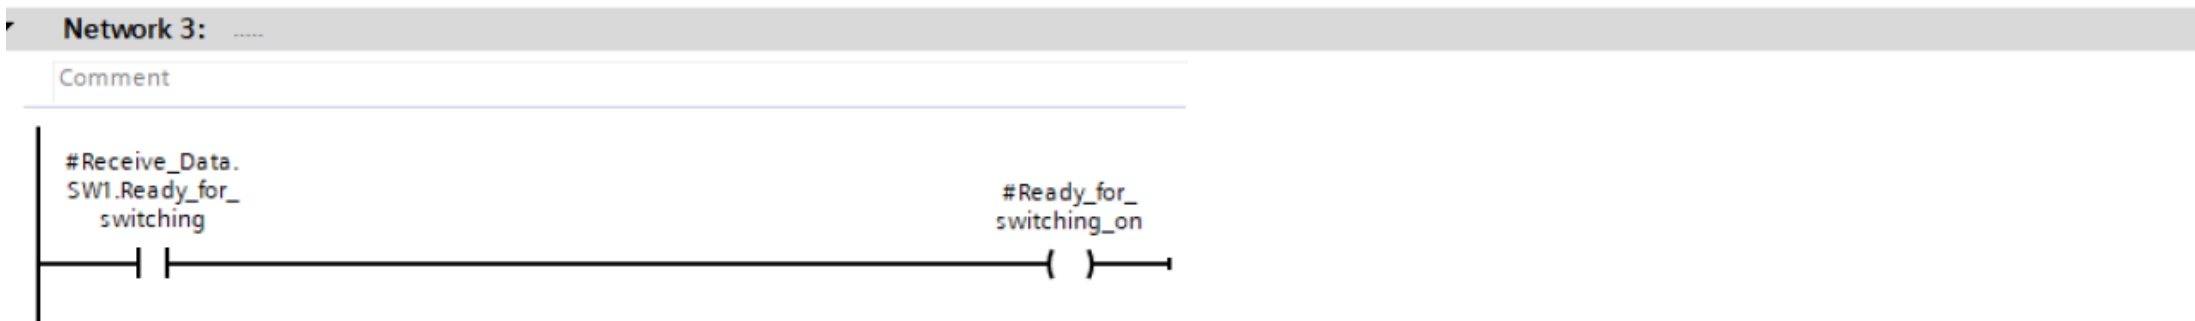 Network 3: .....
Comment
#Receive_Data.
SW1.Ready_for_
switching
#Ready_for_
switching_on